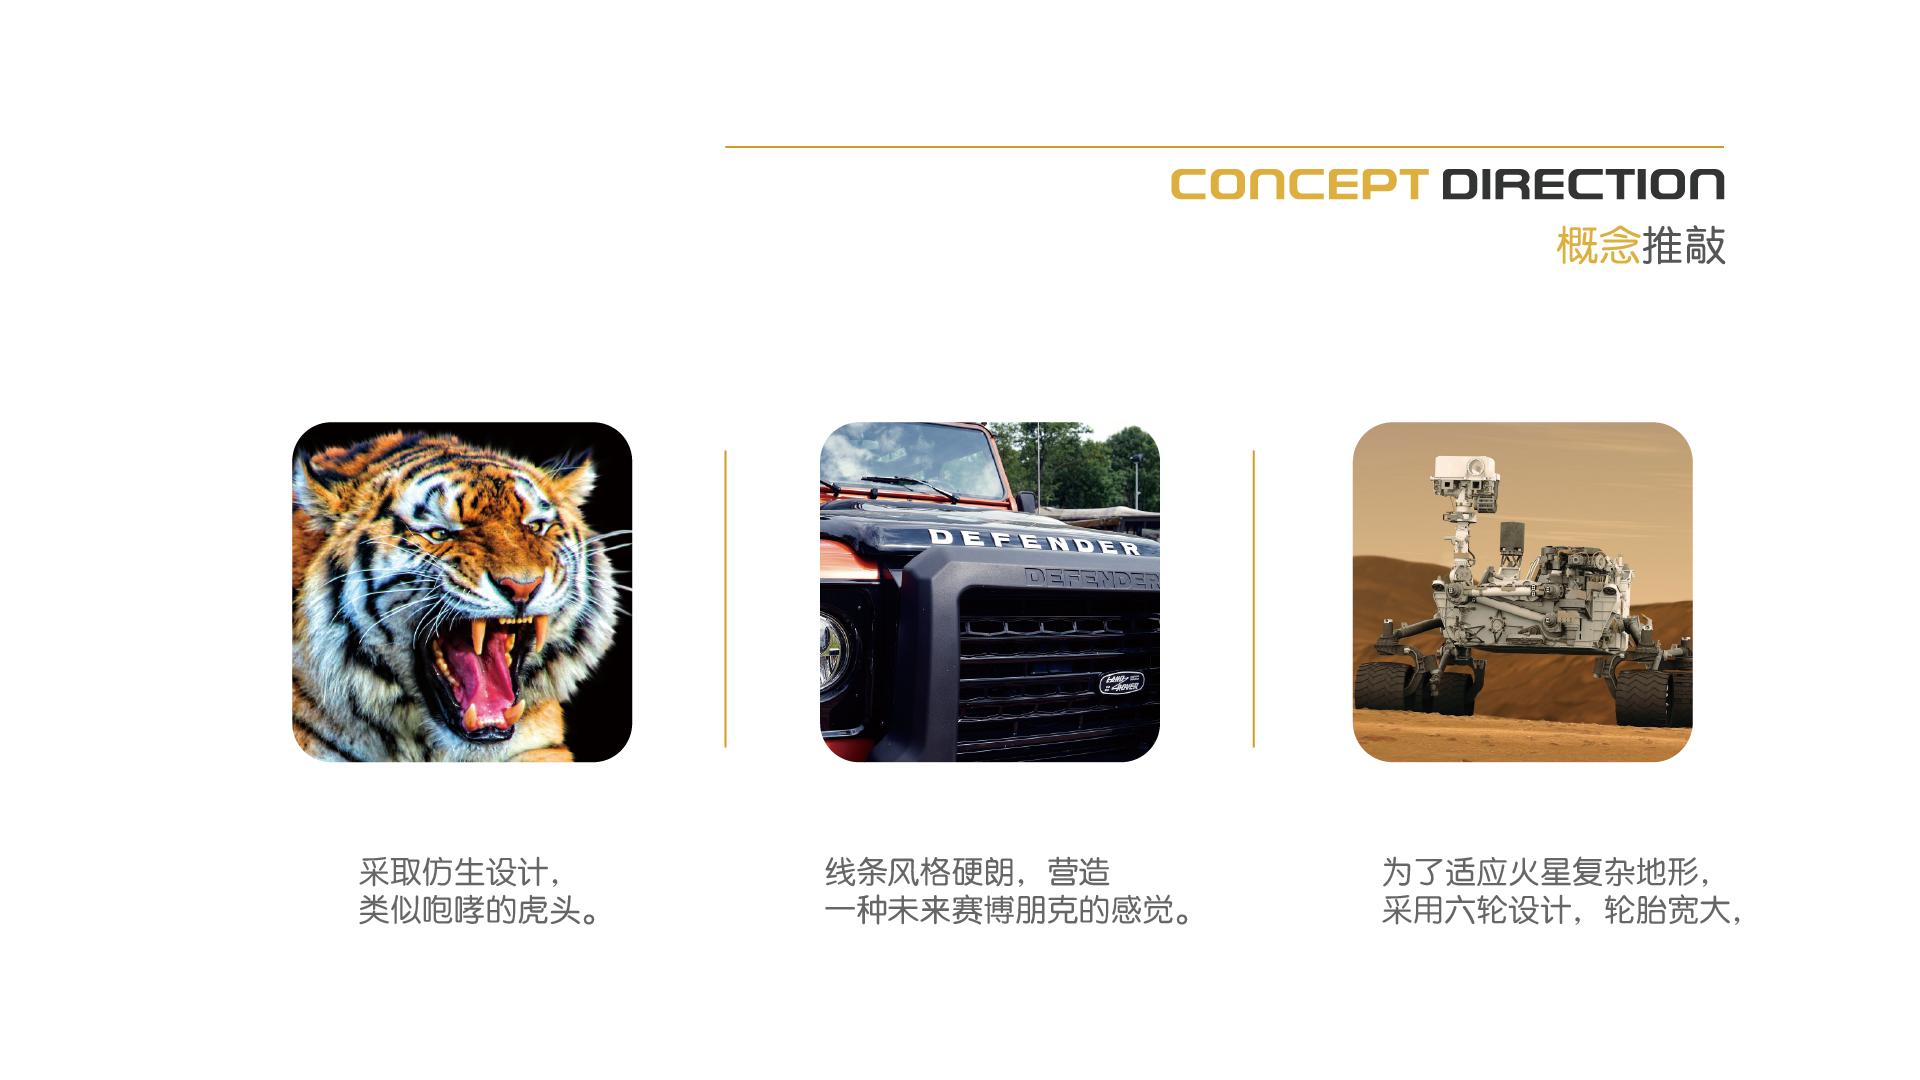 CONCEPT DIRECTION
概念推敲
DEFENDER
DEFENDER
LAND
ROVER
采取仿生设计，
类似咆哮的虎头。
线条风格硬朗，营造
一种未来赛博朋克的感觉。
为了适应火星复杂地形，
采用六轮设计，轮胎宽大，